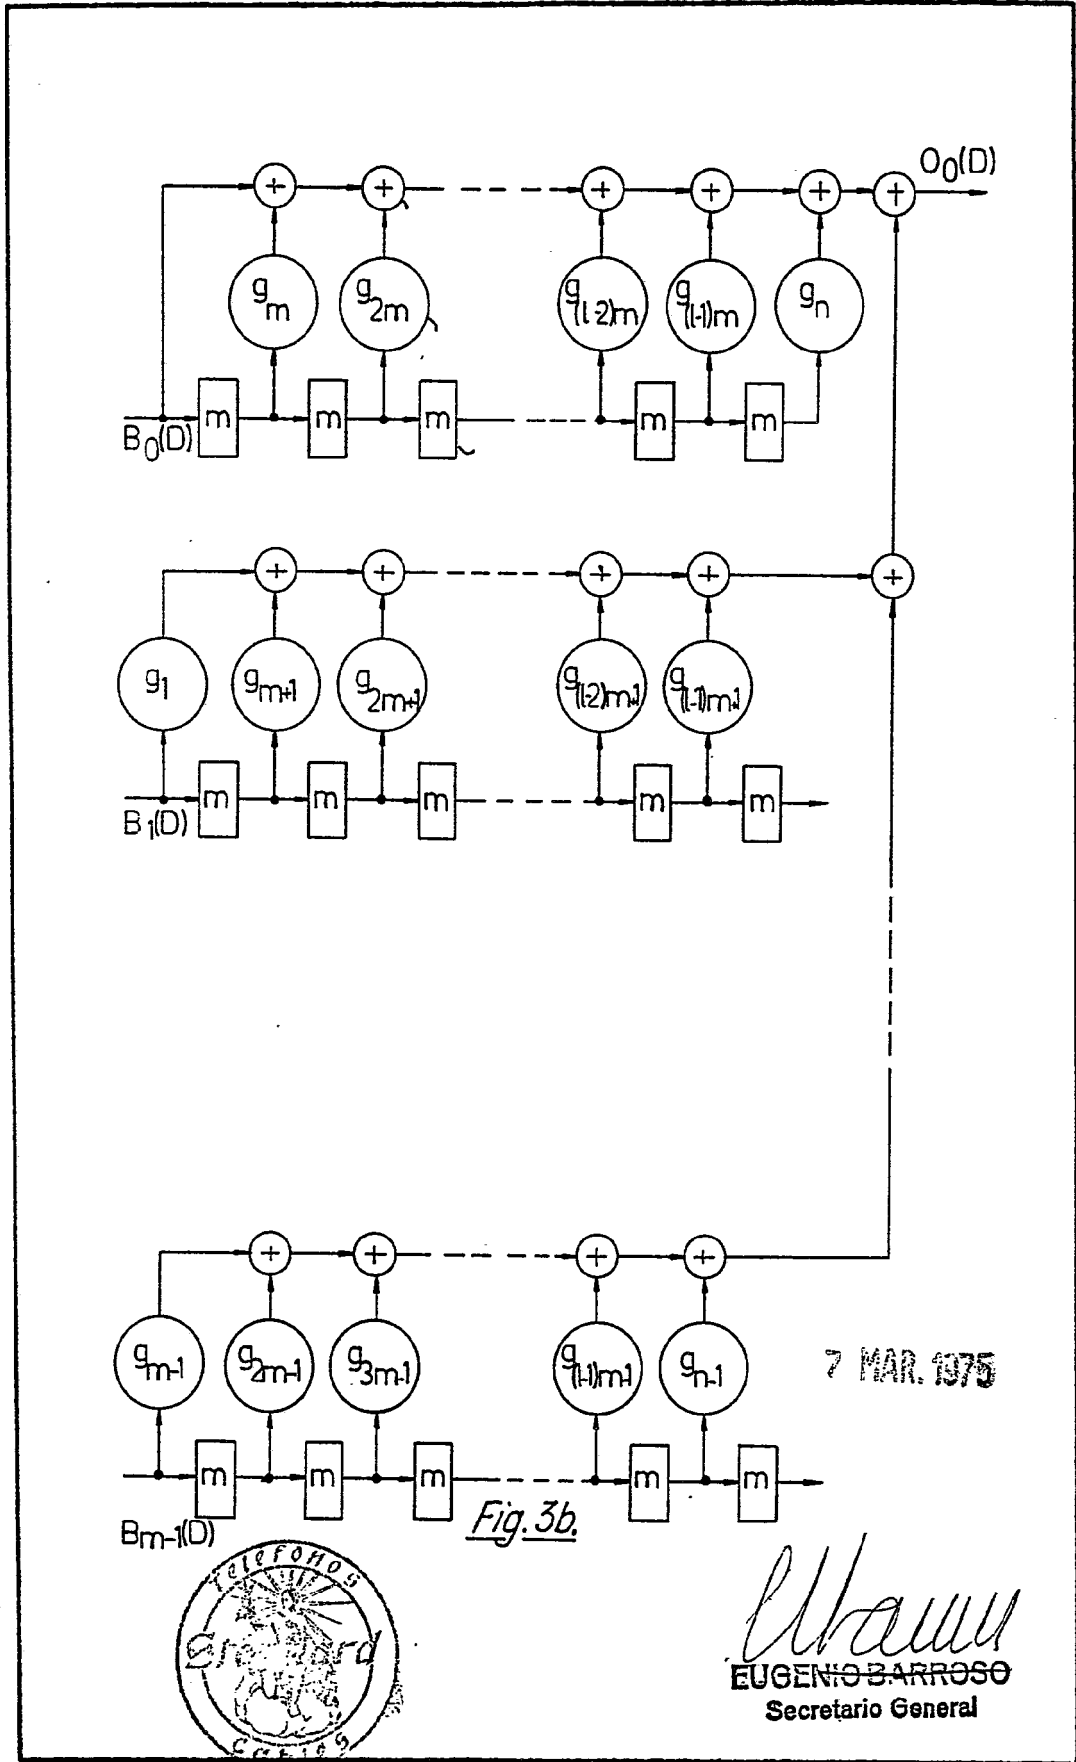 O0(D)
+ + + + + +
gm g2m g(l-2)m g(l-1)m gn
m m m m m
B0(D)
+ + + + +
g1 gm+1 g2m+1 g(l-2)m+1 g(l-1)m+1
m m m m m
B1(D)
+ + + +
gm-1 g2m-1 g3m-1 g(l-1)m-1 gn-1
7 MAR. 1975
m m m m m
Bm-1(D)
Fig. 3b.
TELEFONOS
EUGENIO BARROSO
Secretario General